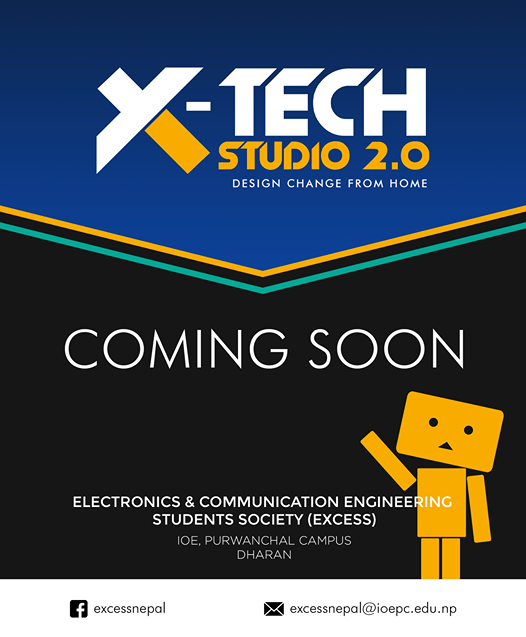 X-TECH
STUDIO 2.0
DESIGN CHANGE FROM HOME
COMING SOON
ELECTRONICS & COMMUNICATION ENGINEERING
STUDENTS SOCIETY (EXCESS)
IOE, PURWANCHAL CAMPUS
DHARAN
excessnepal
excessnepal@ioepc.edu.np